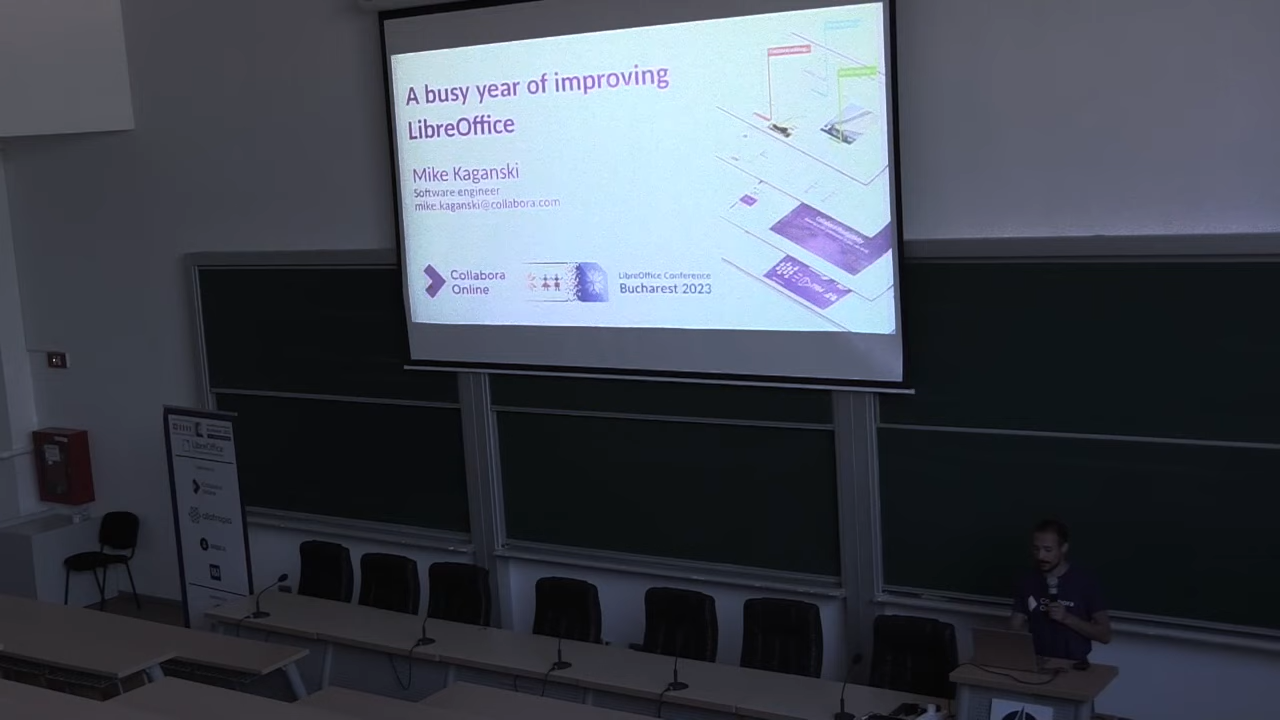 A busy year of improving
LibreOffice
Mike Kaganski
Software engineer
mike.kaganski@collabora.com
Collabora
Online
LibreOffice Conference
Bucharest 2023
LibreOffice
allotropia